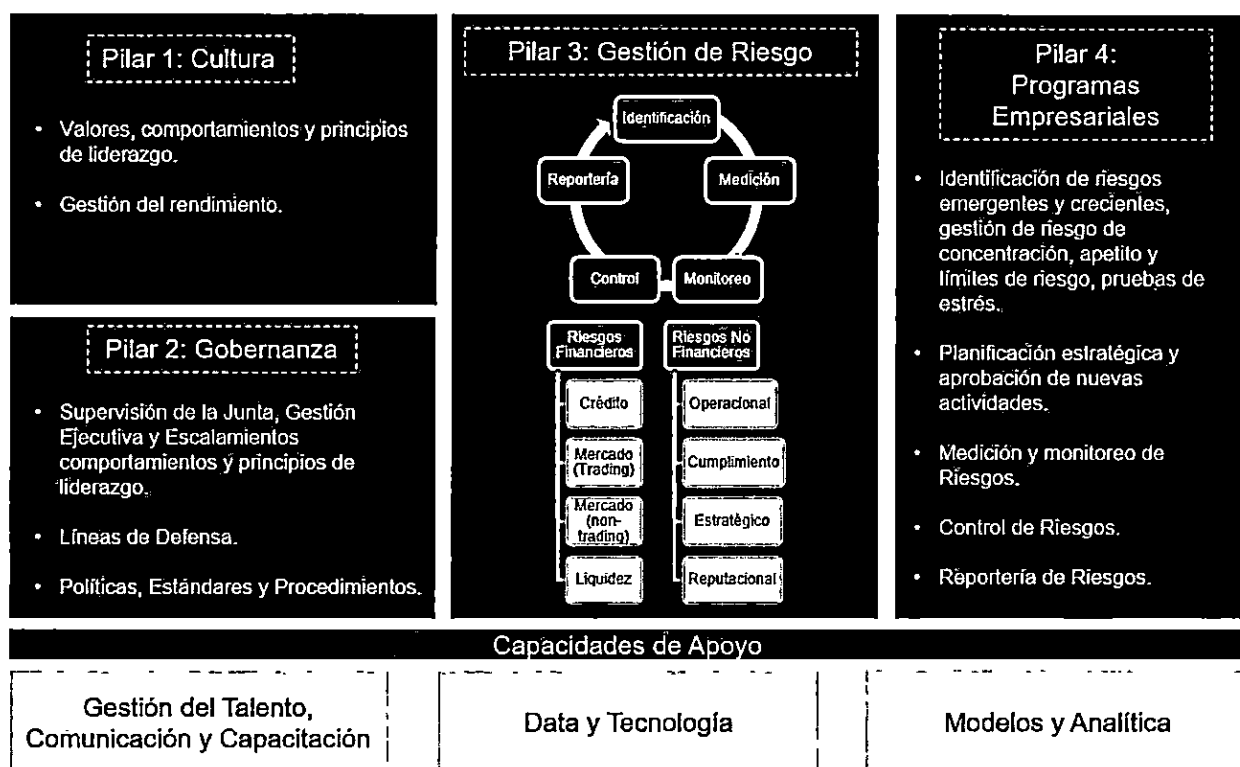 Pilar 1: Cultura
• Valores, comportamientos y principios
de liderazgo.
• Gestión del rendimiento.
Pilar 2: Gobernanza
• Supervisión de la Junta, Gestión
Ejecutiva y Escalamientos
comportamientos y principios de
liderazgo.
• Líneas de Defensa.
• Políticas, Estándares y Procedimientos.
Pilar 3: Gestión de Riesgo
Identificación
Medición
Monitoreo
Control
Reportería
Riesgos
Financieros
Crédito
Mercado
(Trading)
Mercado
(non-
trading)
Liquidez
Riesgos No
Financieros
Operacional
Cumplimiento
Estratégico
Reputacional
Pilar 4:
Programas
Empresariales
• Identificación de riesgos
emergentes y crecientes,
gestión de riesgo de
concentración, apetito y
límites de riesgo, pruebas de
estrés.
• Planificación estratégica y
aprobación de nuevas
actividades.
• Medición y monitoreo de
Riesgos.
• Control de Riesgos.
• Reportería de Riesgos.
Capacidades de Apoyo
Gestión del Talento,
Comunicación y Capacitación
Data y Tecnología
Modelos y Analítica